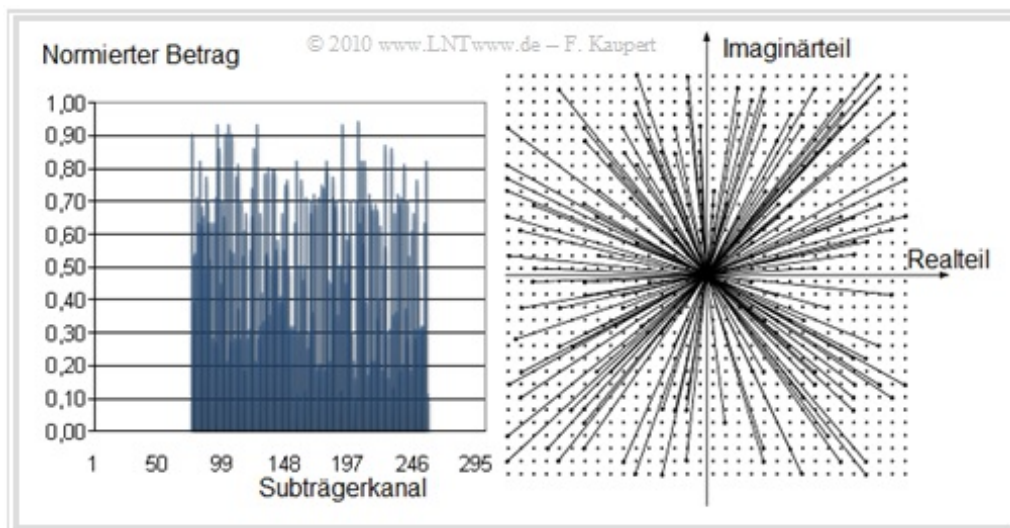 © 2010 www.LNTwww.de – F. Kaupert
Normierter Betrag
Imaginärteil
1,00
0,90
0,80
0,70
0,60
0,50
0,40
0,30
0,20
0,10
0,00
1 50 99 148 197 246 295
Subträgerkanal
Realteil